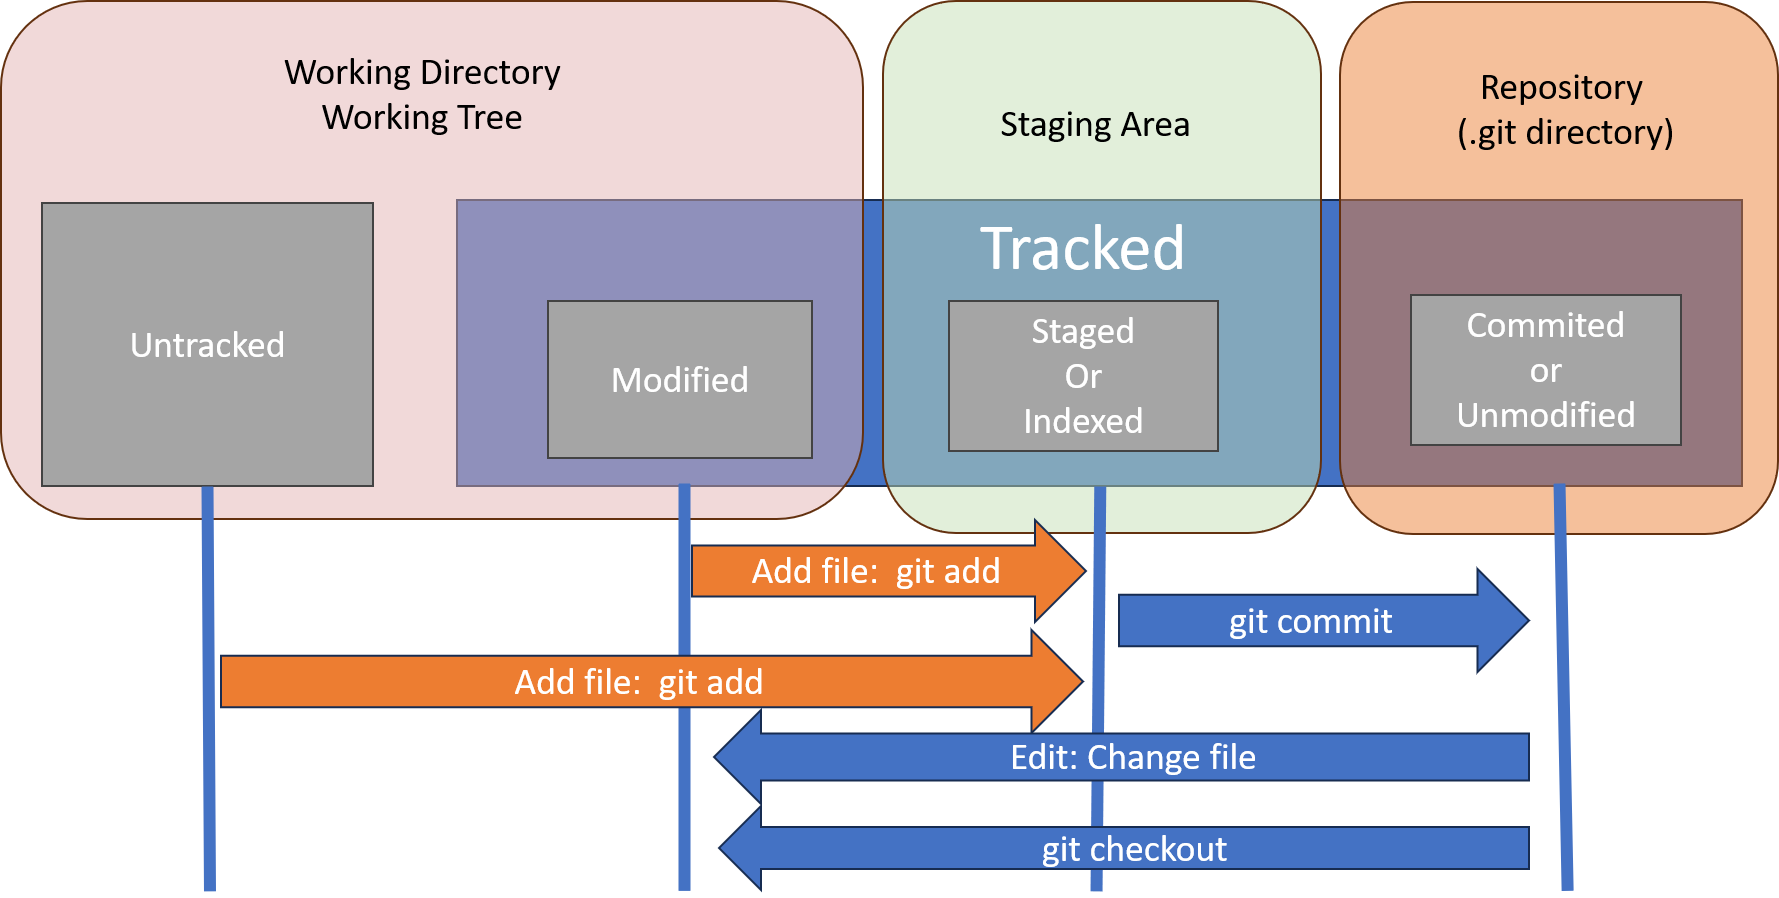 Working Directory
Working Tree
Staging Area
Repository
(.git directory)
Tracked
Untracked
Modified
Staged
Or
Indexed
Commited
or
Unmodified
Add file:  git add
git commit
Add file:  git add
Edit: Change file
git checkout